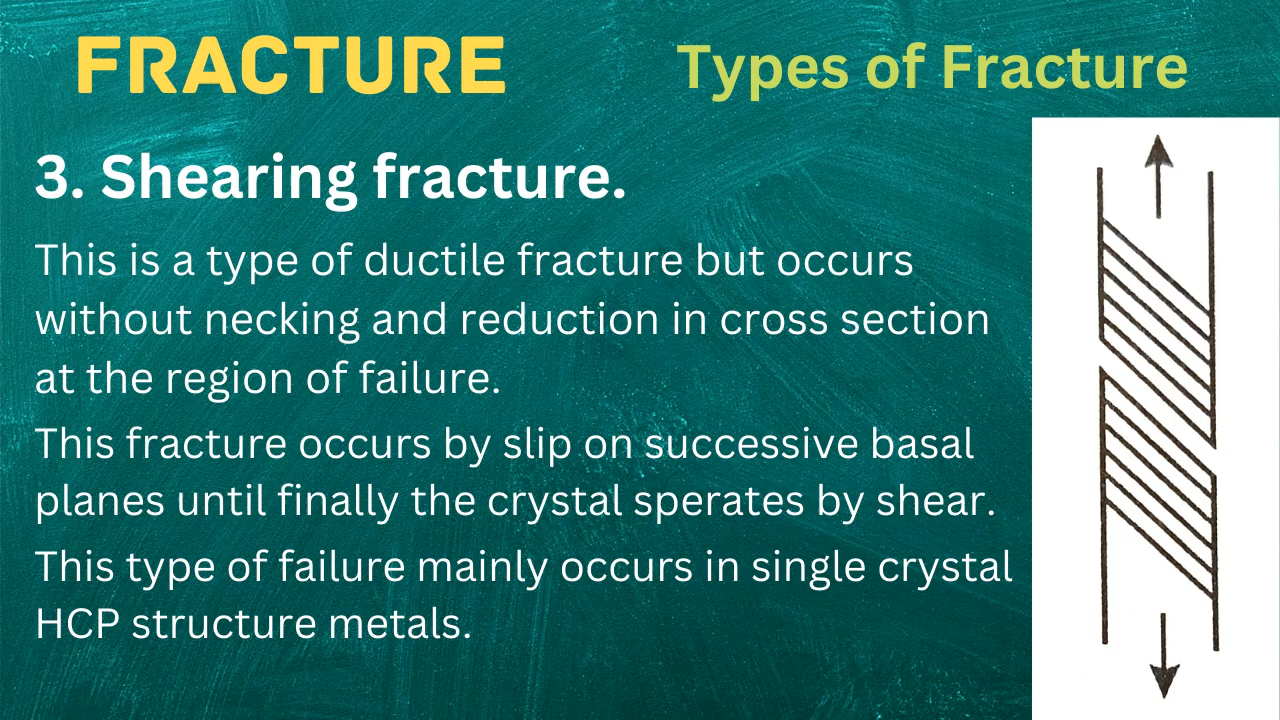 FRACTURE
Types of Fracture
3. Shearing fracture.
This is a type of ductile fracture but occurs
without necking and reduction in cross section
at the region of failure.
This fracture occurs by slip on successive basal
planes until finally the crystal sperates by shear.
This type of failure mainly occurs in single crystal
HCP structure metals.